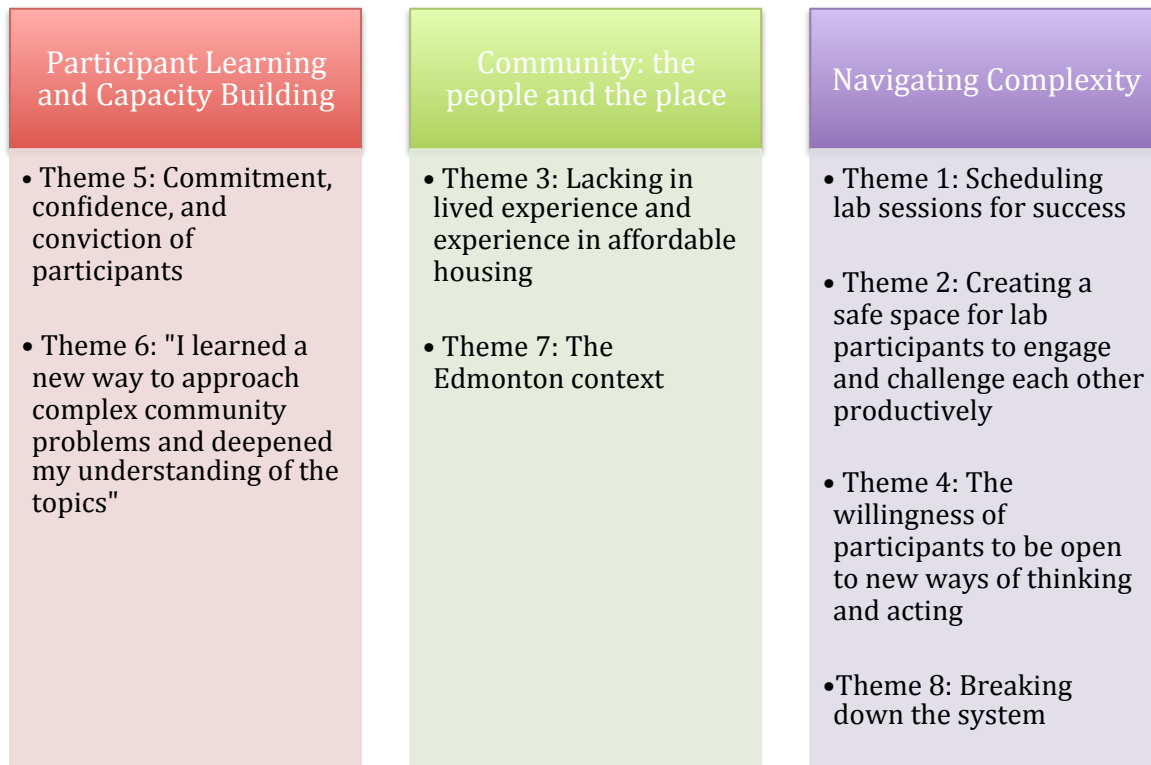 Participant Learning
and Capacity Building
• Theme 5: Commitment,
confidence, and
conviction of
participants
• Theme 6: "I learned a
new way to approach
complex community
problems and deepened
my understanding of the
topics"
Community: the
people and the place
• Theme 3: Lacking in
lived experience and
experience in affordable
housing
• Theme 7: The
Edmonton context
Navigating Complexity
• Theme 1: Scheduling
lab sessions for success
• Theme 2: Creating a
safe space for lab
participants to engage
and challenge each other
productively
• Theme 4: The
willingness of
participants to be open
to new ways of thinking
and acting
•Theme 8: Breaking
down the system